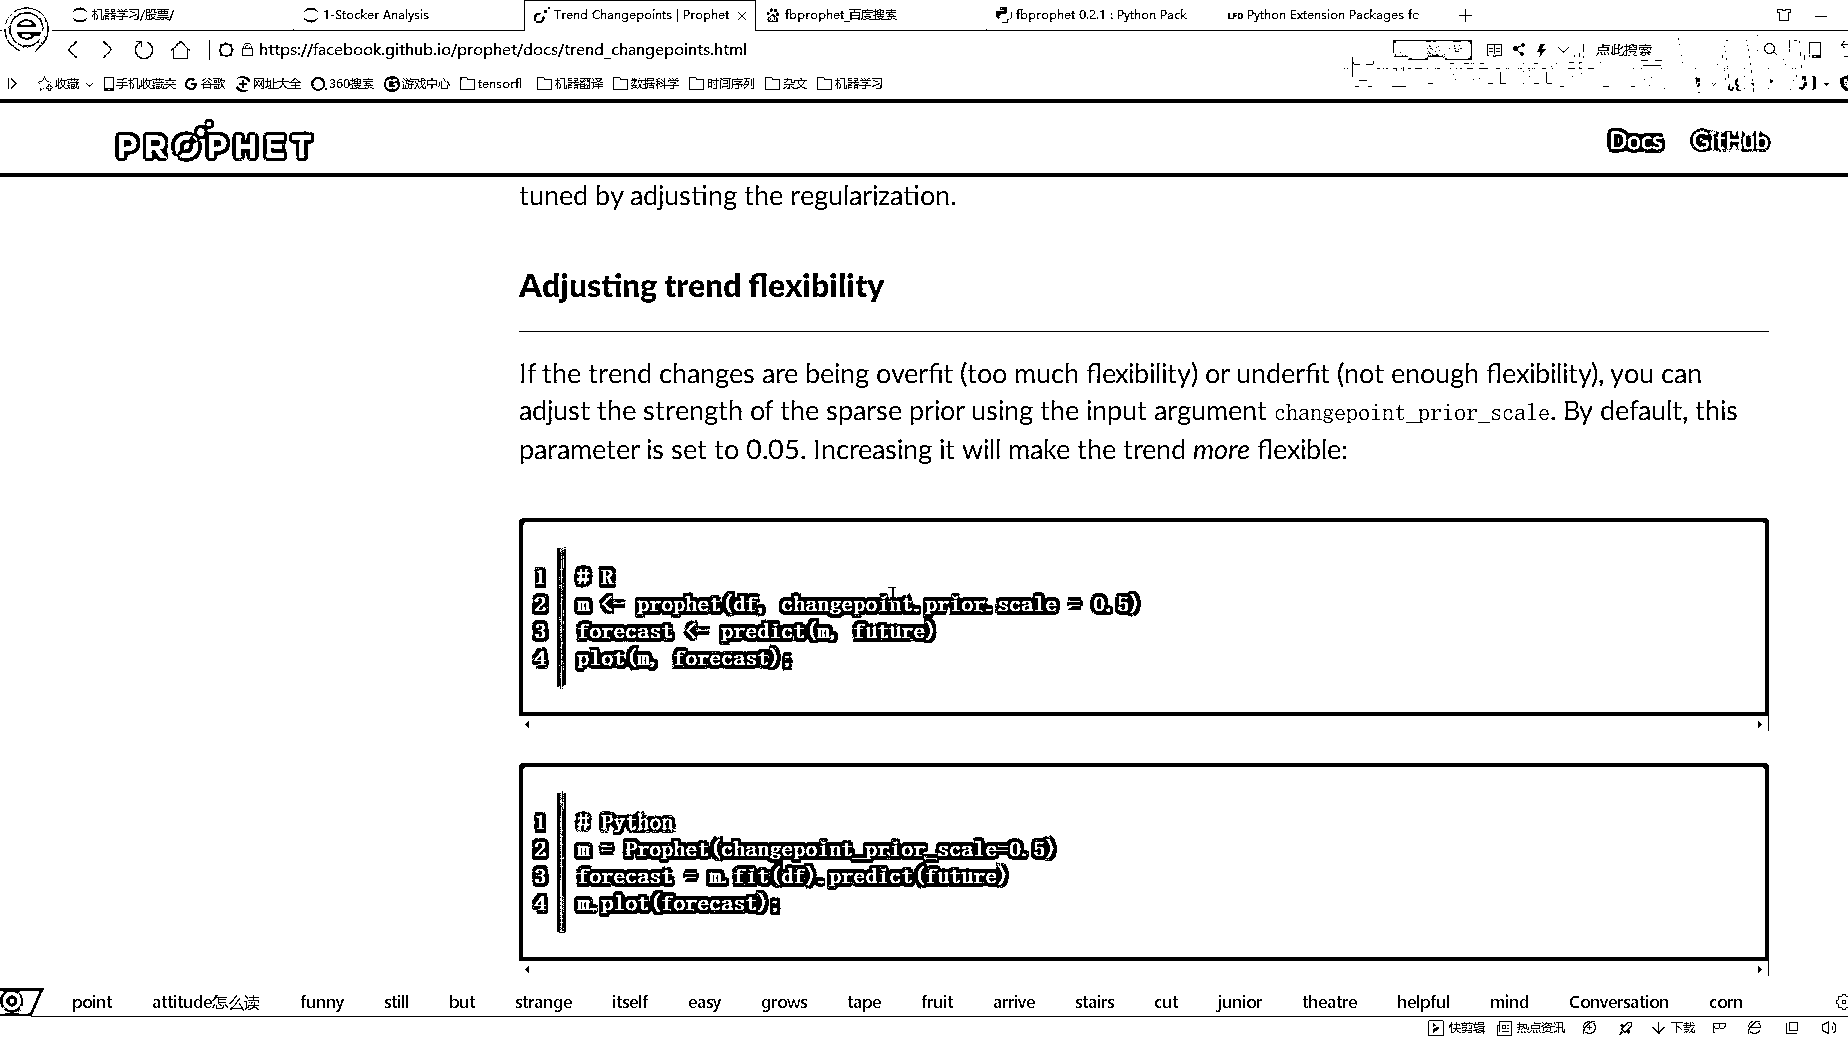 机器学习/股票/
1-Stocker Analysis
Trend Changepoints | Prophet
fbprophet_百度搜索
fbprophet 0.2.1 : Python Pack
LFD Python Extension Packages fc
https://facebook.github.io/prophet/docs/trend_changepoints.html
点此搜索
收藏 手机收藏夹 谷歌 网址大全 360搜索 游戏中心 tensorfl 机器翻译 数据科学 时间序列 杂文 机器学习
PROPHET
Docs GitHub
tuned by adjusting the regularization.
Adjusting trend flexibility
If the trend changes are being overfit (too much flexibility) or underfit (not enough flexibility), you can
adjust the strength of the sparse prior using the input argument changepoint_prior_scale. By default, this
parameter is set to 0.05. Increasing it will make the trend more flexible:
1 # R
2 m <- prophet(df, changepoint.prior.scale = 0.5)
3 forecast <- predict(m, future)
4 plot(m, forecast);
1 # Python
2 m = Prophet(changepoint_prior_scale=0.5)
3 forecast = m.fit(df).predict(future)
4 m.plot(forecast);
point attitude怎么读 funny still but strange itself easy grows tape fruit arrive stairs cut junior theatre helpful mind Conversation corn
快剪辑 热点资讯 下载